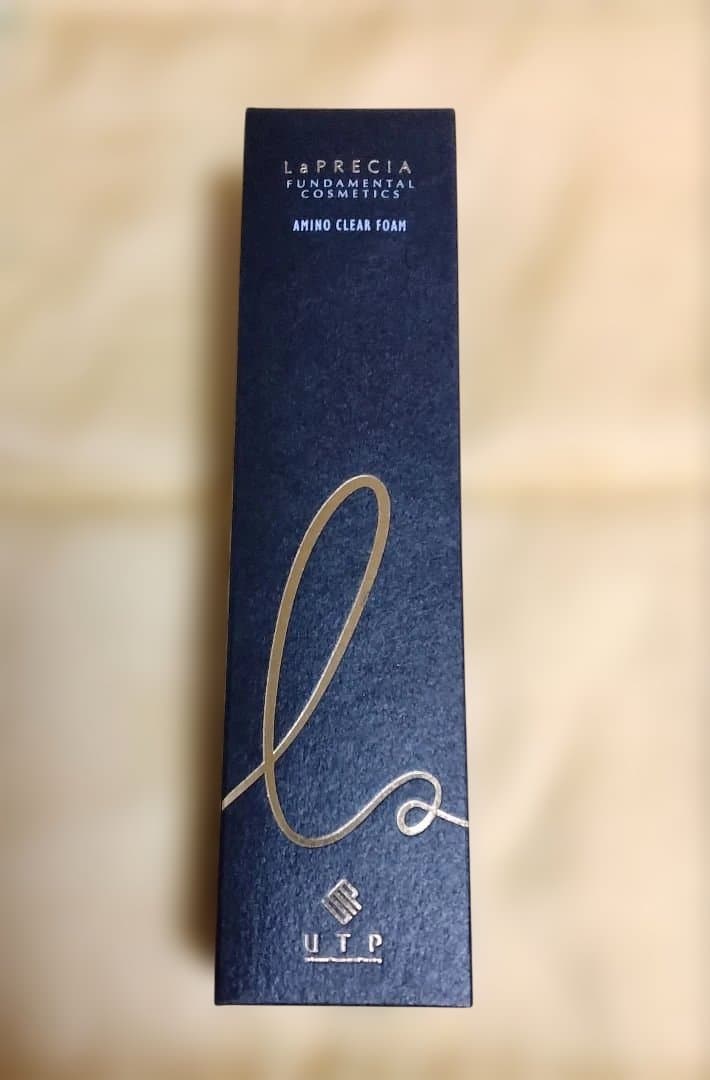 LaPRECIA
FUNDAMENTAL
COSMETICS
AMINO CLEAR FOAM
UTP